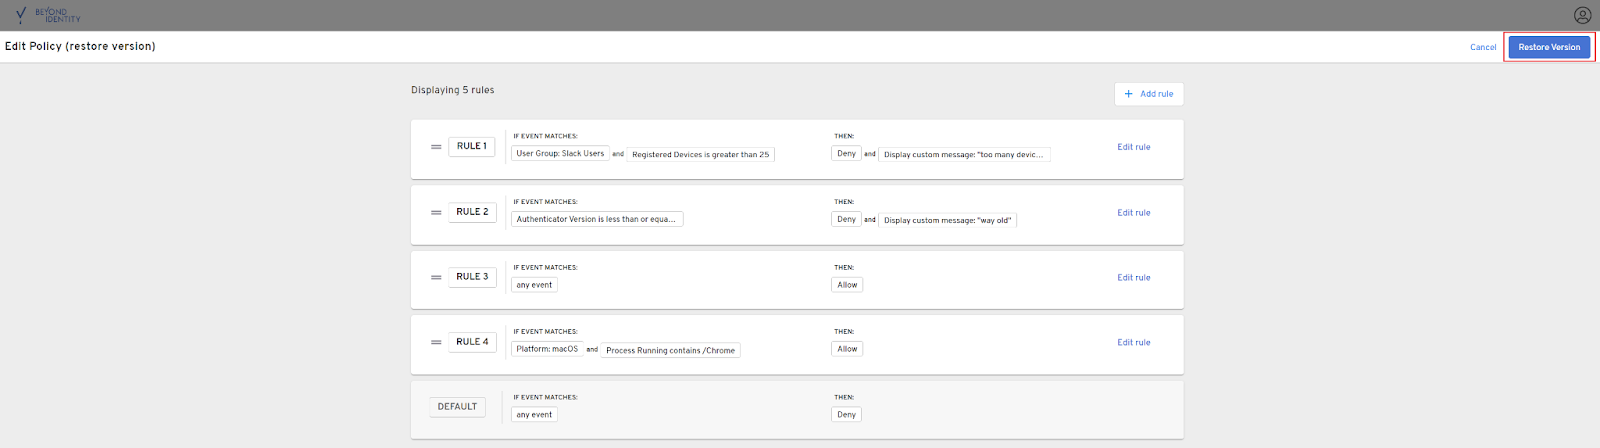 BEYOND
IDENTITY
Edit Policy (restore version)
Cancel
Restore Version
Displaying 5 rules
+ Add rule
RULE 1
IF EVENT MATCHES:
User Group: Slack Users and Registered Devices is greater than 25
THEN:
Deny and Display custom message: "too many devic...
Edit rule
RULE 2
IF EVENT MATCHES:
Authenticator Version is less than or equa...
THEN:
Deny and Display custom message: "way old"
Edit rule
RULE 3
IF EVENT MATCHES:
any event
THEN:
Allow
Edit rule
RULE 4
IF EVENT MATCHES:
Platform: macOS and Process Running contains /Chrome
THEN:
Allow
Edit rule
DEFAULT
IF EVENT MATCHES:
any event
THEN:
Deny